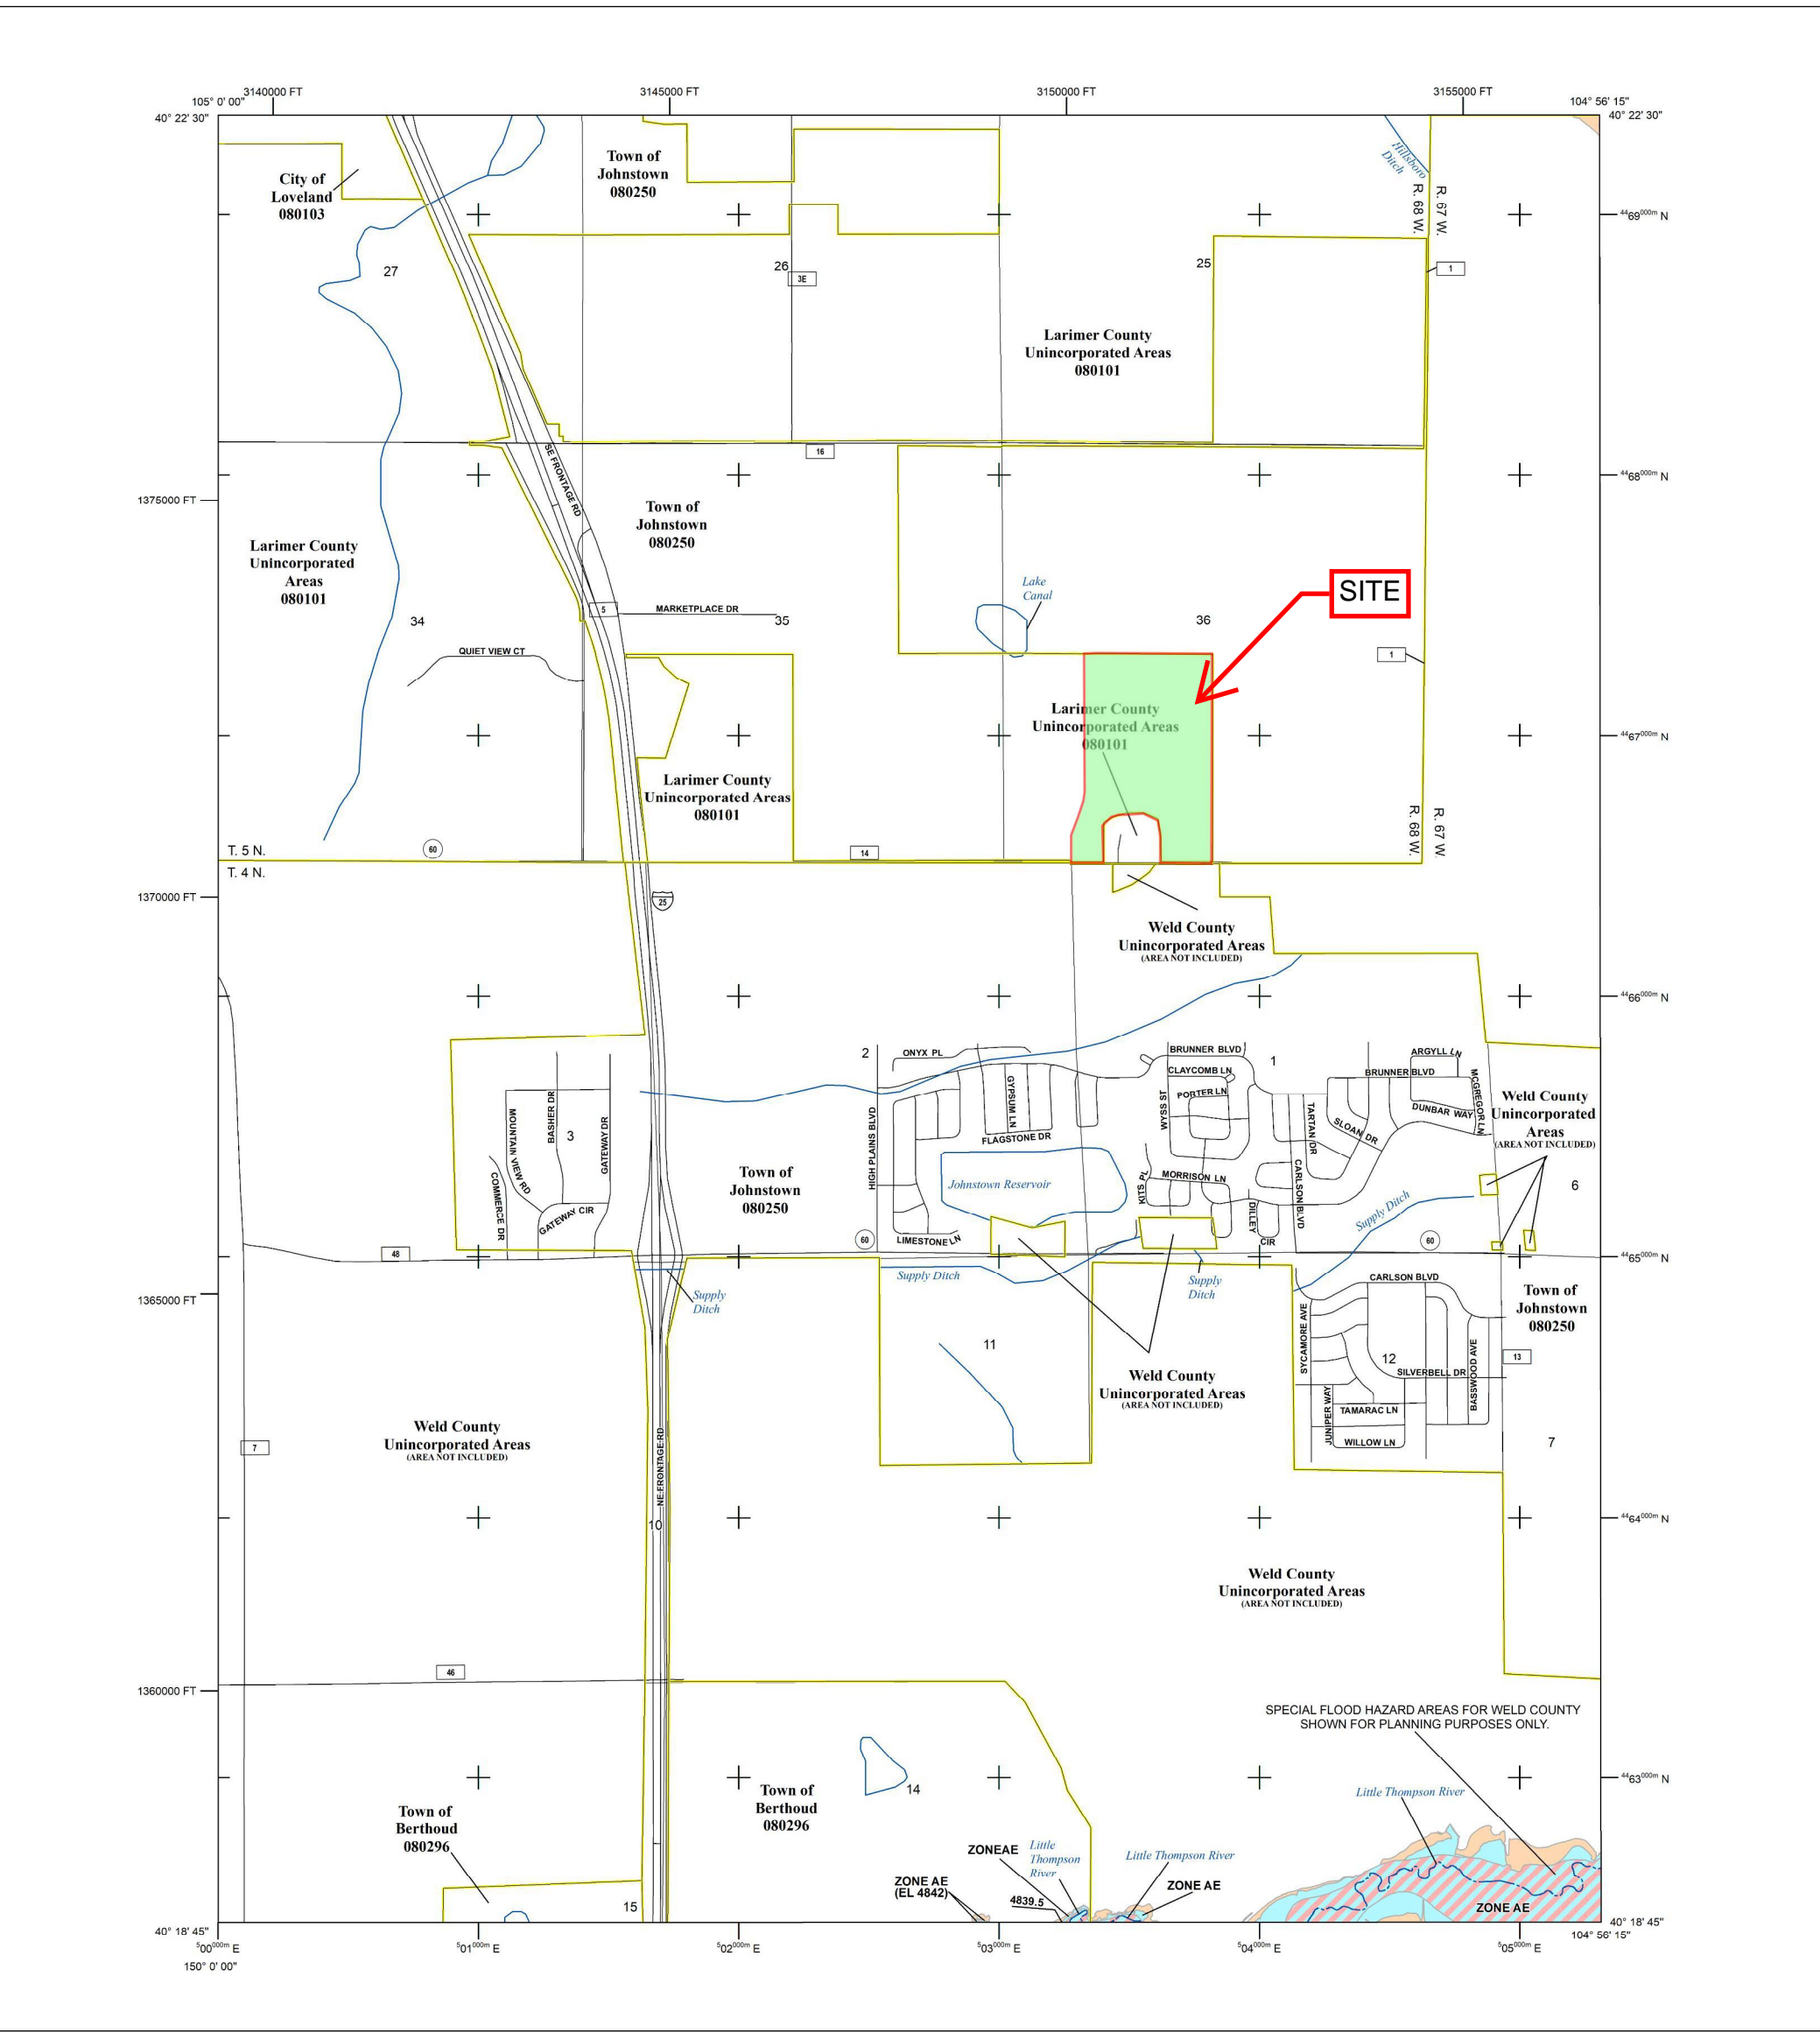 3140000 FT
3145000 FT
3150000 FT
3155000 FT
105° 0' 00"
104° 56' 15"
40° 22' 30"
40° 22' 30"
City of
Loveland
080103
Town of
Johnstown
080250
Hillsboro
Ditch
R. 68 W.
R. 67 W.
4469000m N
27
26
3E
25
1
Larimer County
Unincorporated Areas
080101
16
SE FRONTAGE RD
4468000m N
1375000 FT
Town of
Johnstown
080250
Larimer County
Unincorporated
Areas
080101
SITE
Lake
Canal
5
MARKETPLACE DR
34
35
36
QUIET VIEW CT
1
Larimer County
Unincorporated Areas
080101
4467000m N
Larimer County
Unincorporated Areas
080101
R. 68 W.
R. 67 W.
T. 5 N.
60
14
T. 4 N.
1370000 FT
25
Weld County
Unincorporated Areas
(AREA NOT INCLUDED)
4466000m N
2
ONYX PL
BRUNNER BLVD
1
ARGYLL LN
CLAYCOMB LN
BRUNNER BLVD
GYPSUM LN
WYSS ST
PORTER LN
MCGREGOR LN
Weld County
Unincorporated
Areas
(AREA NOT INCLUDED)
TARTAN DR
DUNBAR WAY
SLOAN DR
MOUNTAIN VIEW RD
BASHER DR
3
GATEWAY DR
HIGH PLAINS BLVD
FLAGSTONE DR
Town of
Johnstown
080250
Johnstown Reservoir
KITS PL
MORRISON LN
CARLSON BLVD
6
COMMERCE DR
GATEWAY CIR
DILLEY
CIR
Supply Ditch
60
LIMESTONE LN
60
48
4465000m N
Supply Ditch
Supply
Ditch
Supply
Ditch
CARLSON BLVD
1365000 FT
Town of
Johnstown
080250
SYCAMORE AVE
11
12
13
SILVERBELL DR
BASSWOOD AVE
Weld County
Unincorporated Areas
(AREA NOT INCLUDED)
JUNIPER WAY
TAMARAC LN
WILLOW LN
7
Weld County
Unincorporated Areas
(AREA NOT INCLUDED)
7
NE FRONTAGE RD
10
4464000m N
Weld County
Unincorporated Areas
(AREA NOT INCLUDED)
46
1360000 FT
SPECIAL FLOOD HAZARD AREAS FOR WELD COUNTY
SHOWN FOR PLANNING PURPOSES ONLY.
4463000m N
14
Town of
Berthoud
080296
Little Thompson River
Town of
Berthoud
080296
ZONEAE
Little
Thompson
River
Little Thompson River
ZONE AE
(EL 4842)
4839.5
ZONE AE
ZONE AE
15
40° 18' 45"
40° 18' 45"
104° 56' 15"
500000m E
501000m E
502000m E
503000m E
504000m E
505000m E
150° 0' 00"